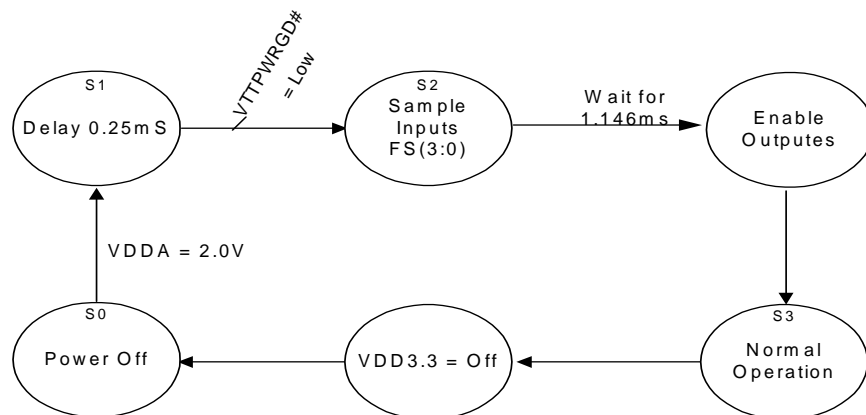 S1
Delay 0.25mS
VTTPWRGD#
= Low
S2
Sample
Inputs
FS(3:0)
Wait for
1.146ms
Enable
Outputes
VDDA = 2.0V
S0
Power Off
VDD3.3 = Off
S3
Normal
Operation